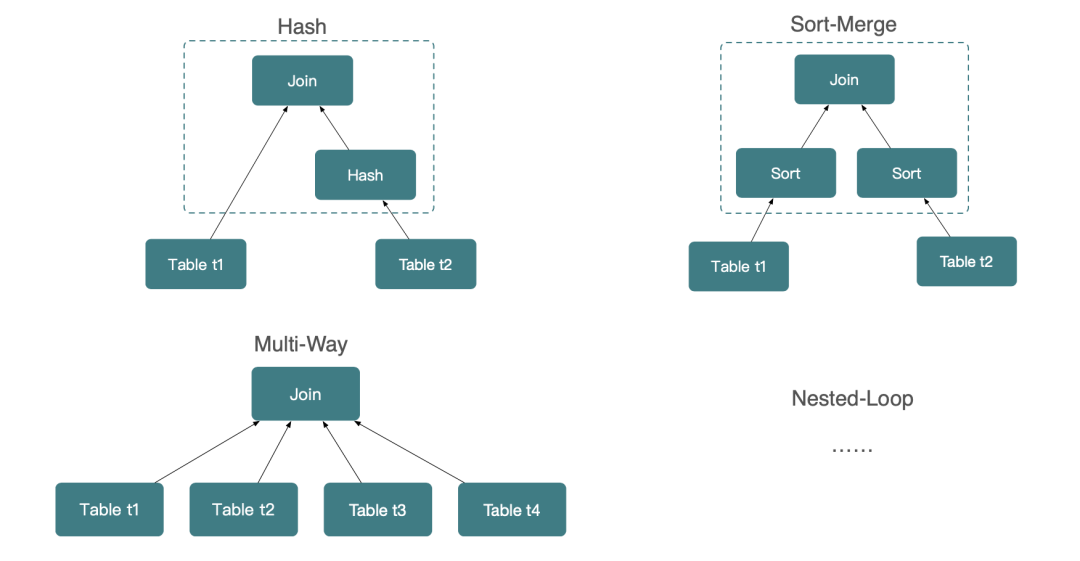 Hash
Join
Hash
Table t1
Table t2
Sort-Merge
Join
Sort
Sort
Table t1
Table t2
Multi-Way
Join
Table t1
Table t2
Table t3
Table t4
Nested-Loop
......